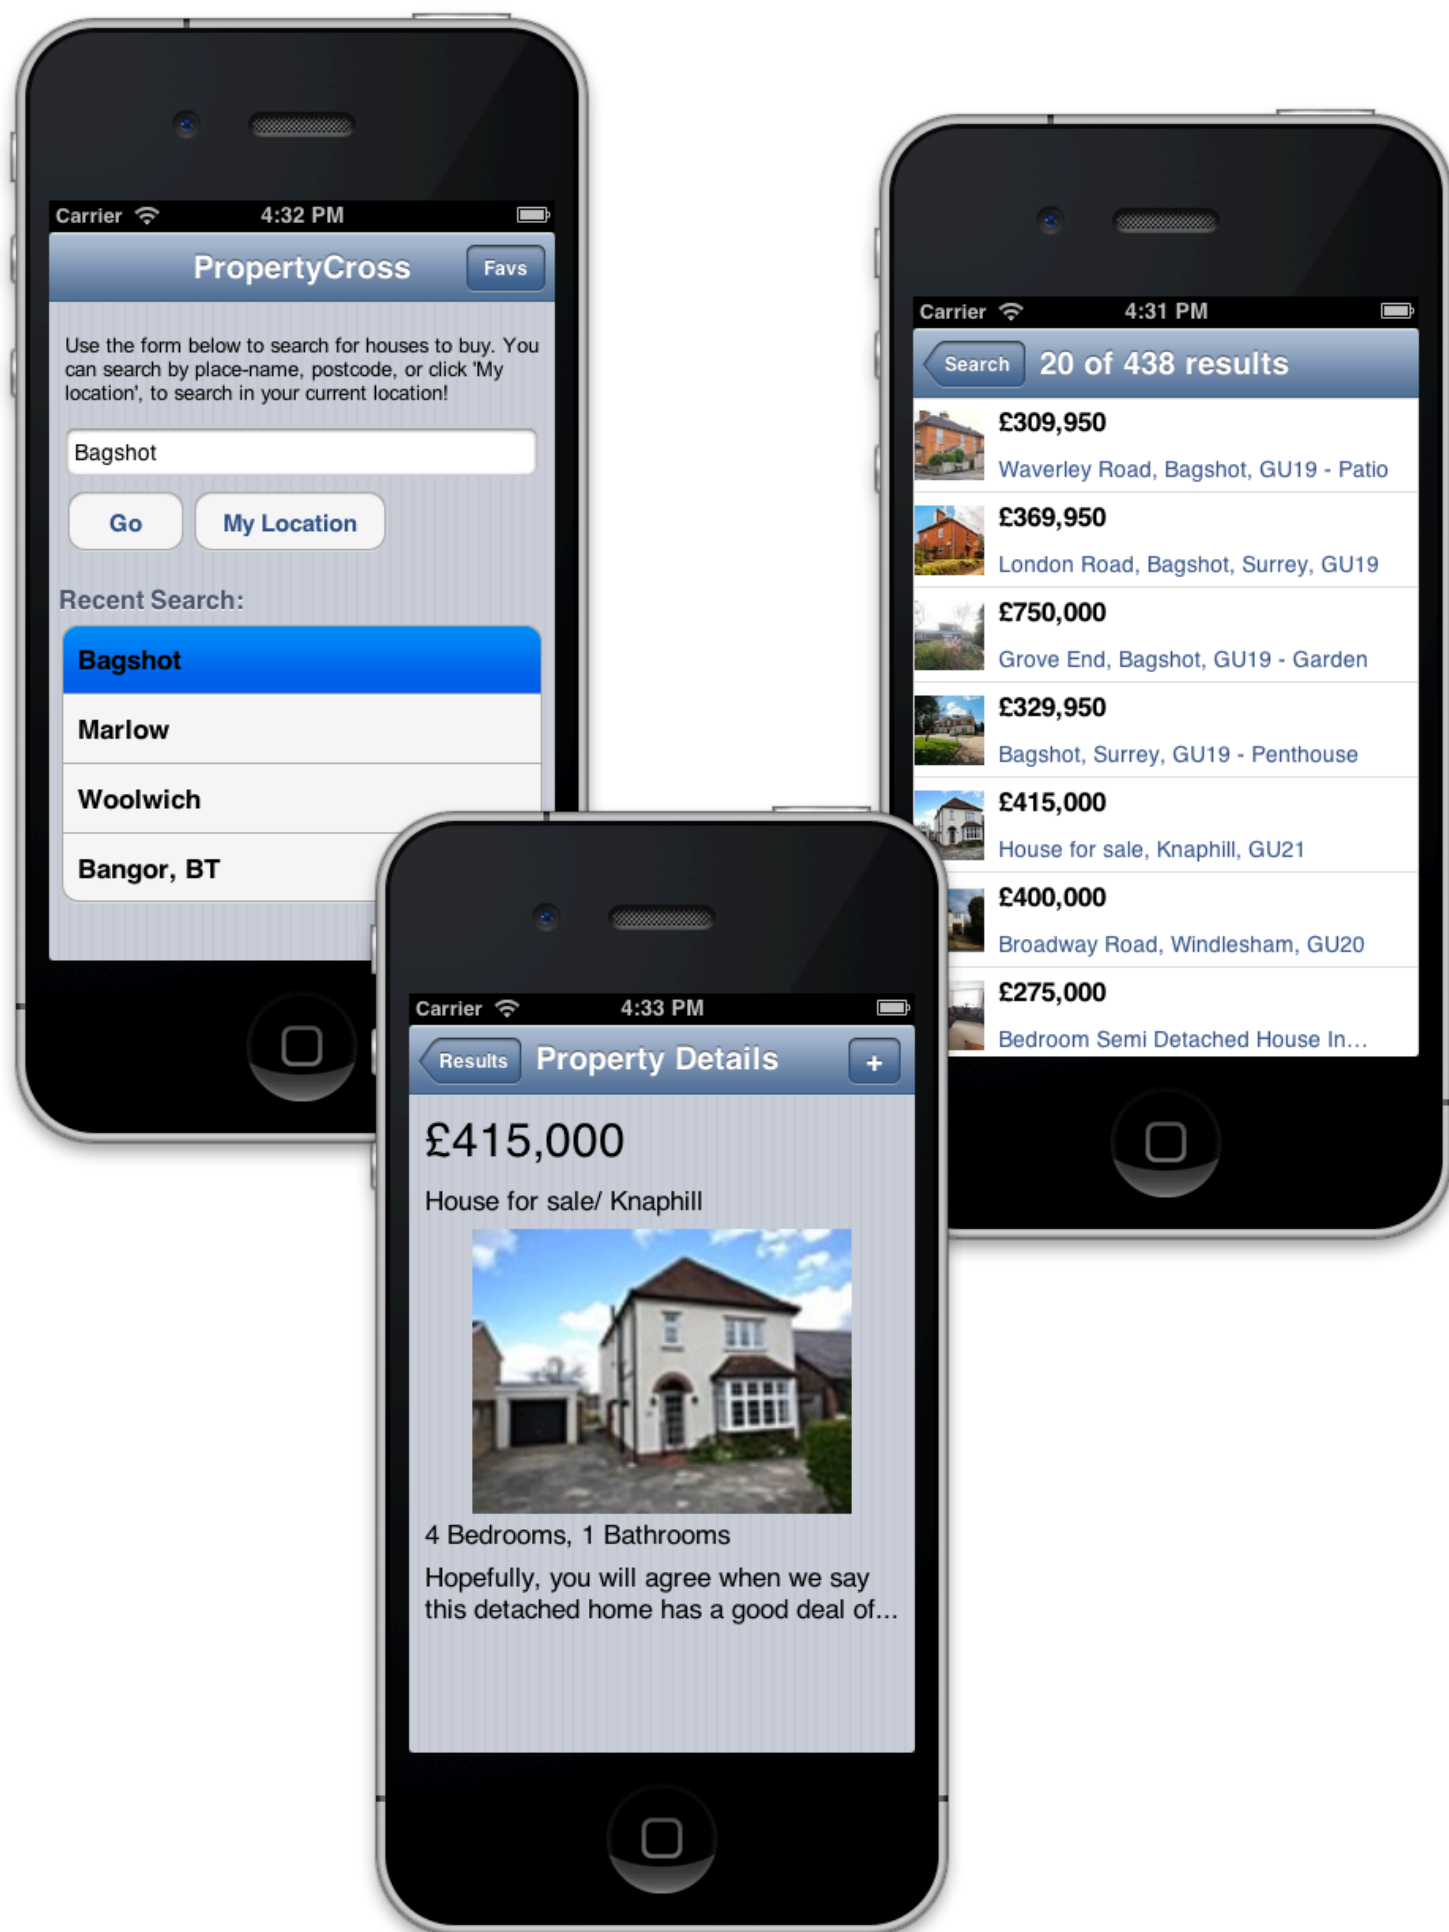 Carrier 4:32 PM
PropertyCross Favs
Use the form below to search for houses to buy. You
can search by place-name, postcode, or click 'My
location', to search in your current location!
Bagshot
Go My Location
Recent Search:
Bagshot
Marlow
Woolwich
Bangor, BT
Carrier 4:31 PM
Search 20 of 438 results
£309,950
Waverley Road, Bagshot, GU19 - Patio
£369,950
London Road, Bagshot, Surrey, GU19
£750,000
Grove End, Bagshot, GU19 - Garden
£329,950
Bagshot, Surrey, GU19 - Penthouse
£415,000
House for sale, Knaphill, GU21
£400,000
Broadway Road, Windlesham, GU20
£275,000
Bedroom Semi Detached House In...
Carrier 4:33 PM
Results Property Details +
£415,000
House for sale/ Knaphill
4 Bedrooms, 1 Bathrooms
Hopefully, you will agree when we say
this detached home has a good deal of...